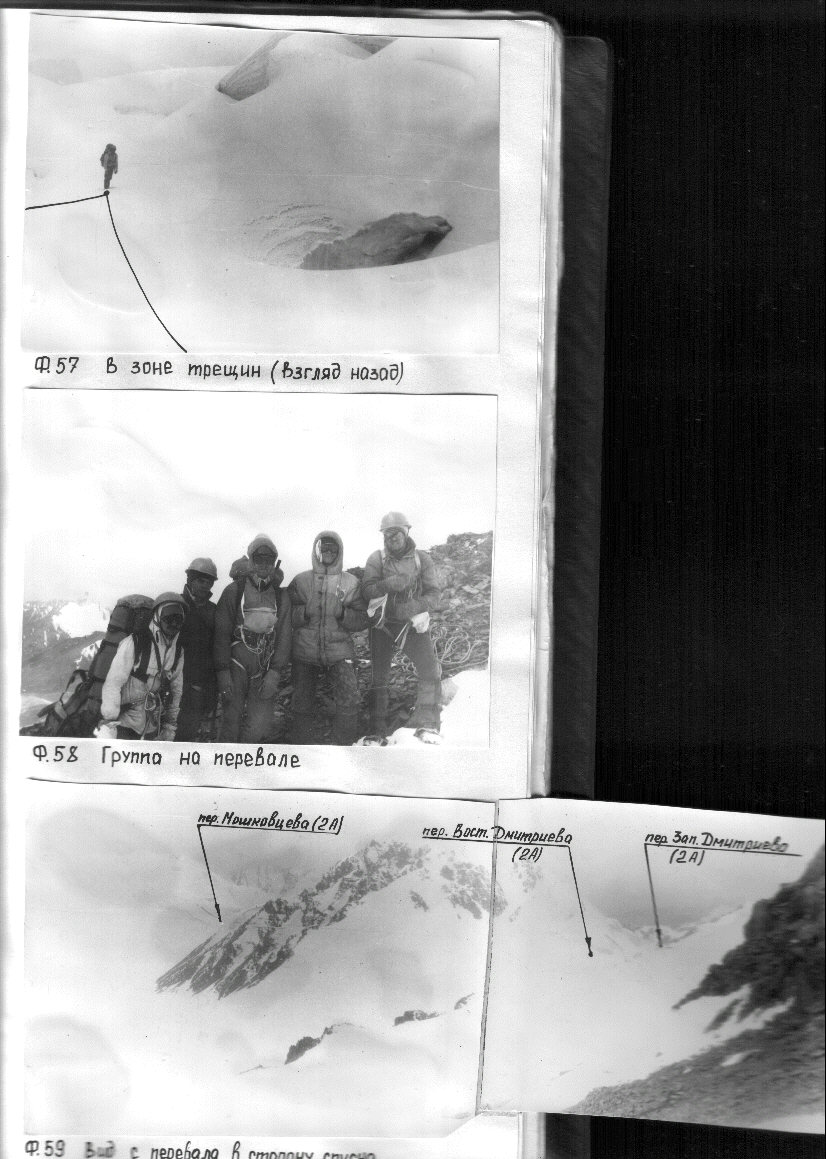 Ф.57 В зоне трещин (взгляд назад)
Ф.58 Группа на перевале
пер. Мошковцева (2А)
пер. Вост. Дмитриева
(2А)
пер. Зап. Дмитриева
(2А)
Ф.59 Вид с перевала в сторону спуска